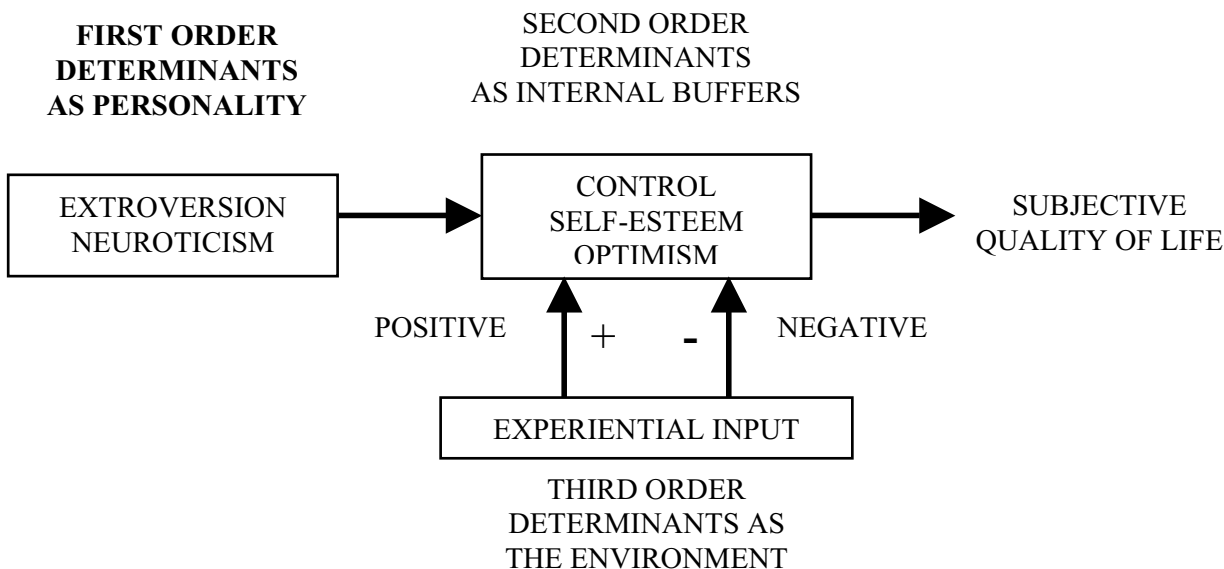 FIRST ORDER
DETERMINANTS
AS PERSONALITY
SECOND ORDER
DETERMINANTS
AS INTERNAL BUFFERS
EXTROVERSION
NEUROTICISM
CONTROL
SELF-ESTEEM
OPTIMISM
SUBJECTIVE
QUALITY OF LIFE
POSITIVE
+
-
NEGATIVE
EXPERIENTIAL INPUT
THIRD ORDER
DETERMINANTS AS
THE ENVIRONMENT